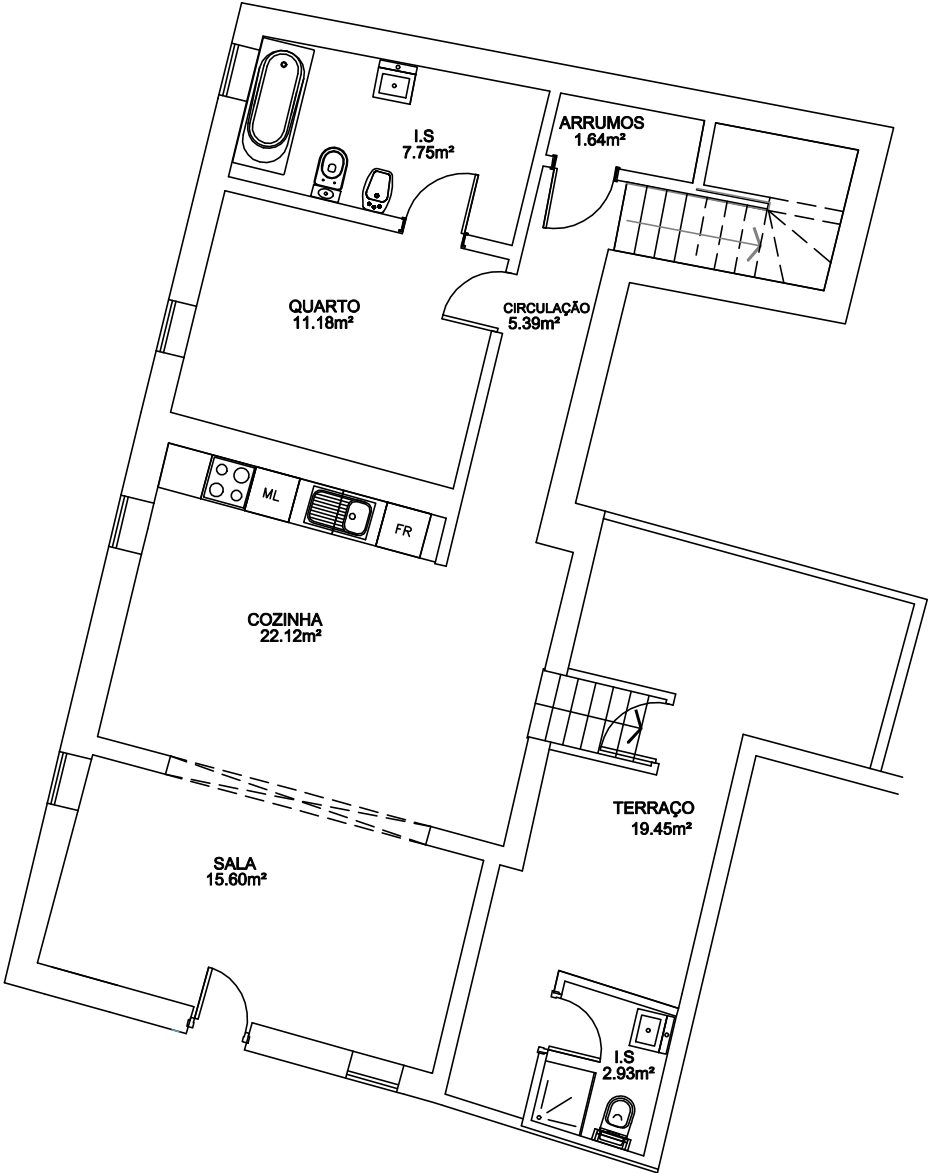 ARRUMOS
1.64m²
I.S
7.75m²
QUARTO
11.18m²
CIRCULAÇÃO
5.39m²
ML
FR
COZINHA
22.12m²
TERRAÇO
19.45m²
SALA
15.60m²
I.S
2.93m²